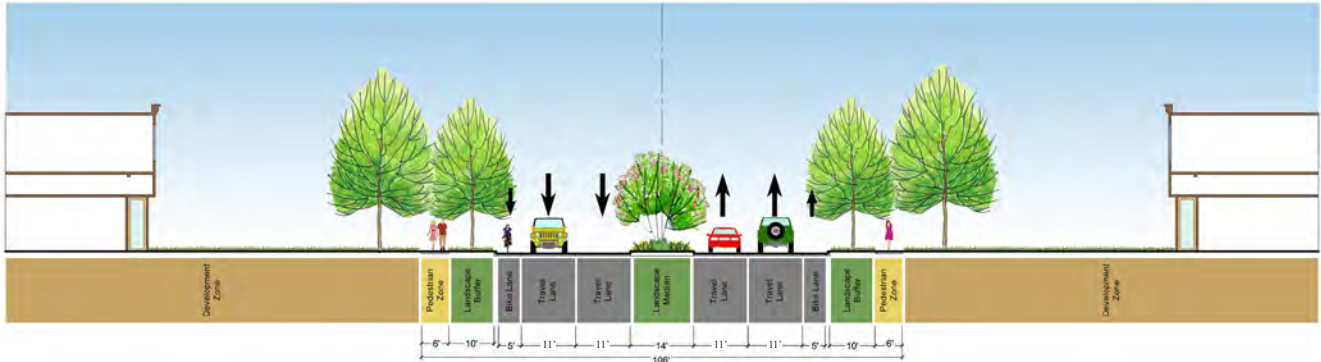 Development
Zone
Pedestrian
Zone
Landscape
Buffer
Bike Lane
Travel
Lane
Travel
Lane
Landscape
Median
Travel
Lane
Travel
Lane
Bike Lane
Landscape
Buffer
Pedestrian
Zone
Development
Zone
6' 10' 5' 11' 11' 14' 11' 11' 5' 10' 6'
106'